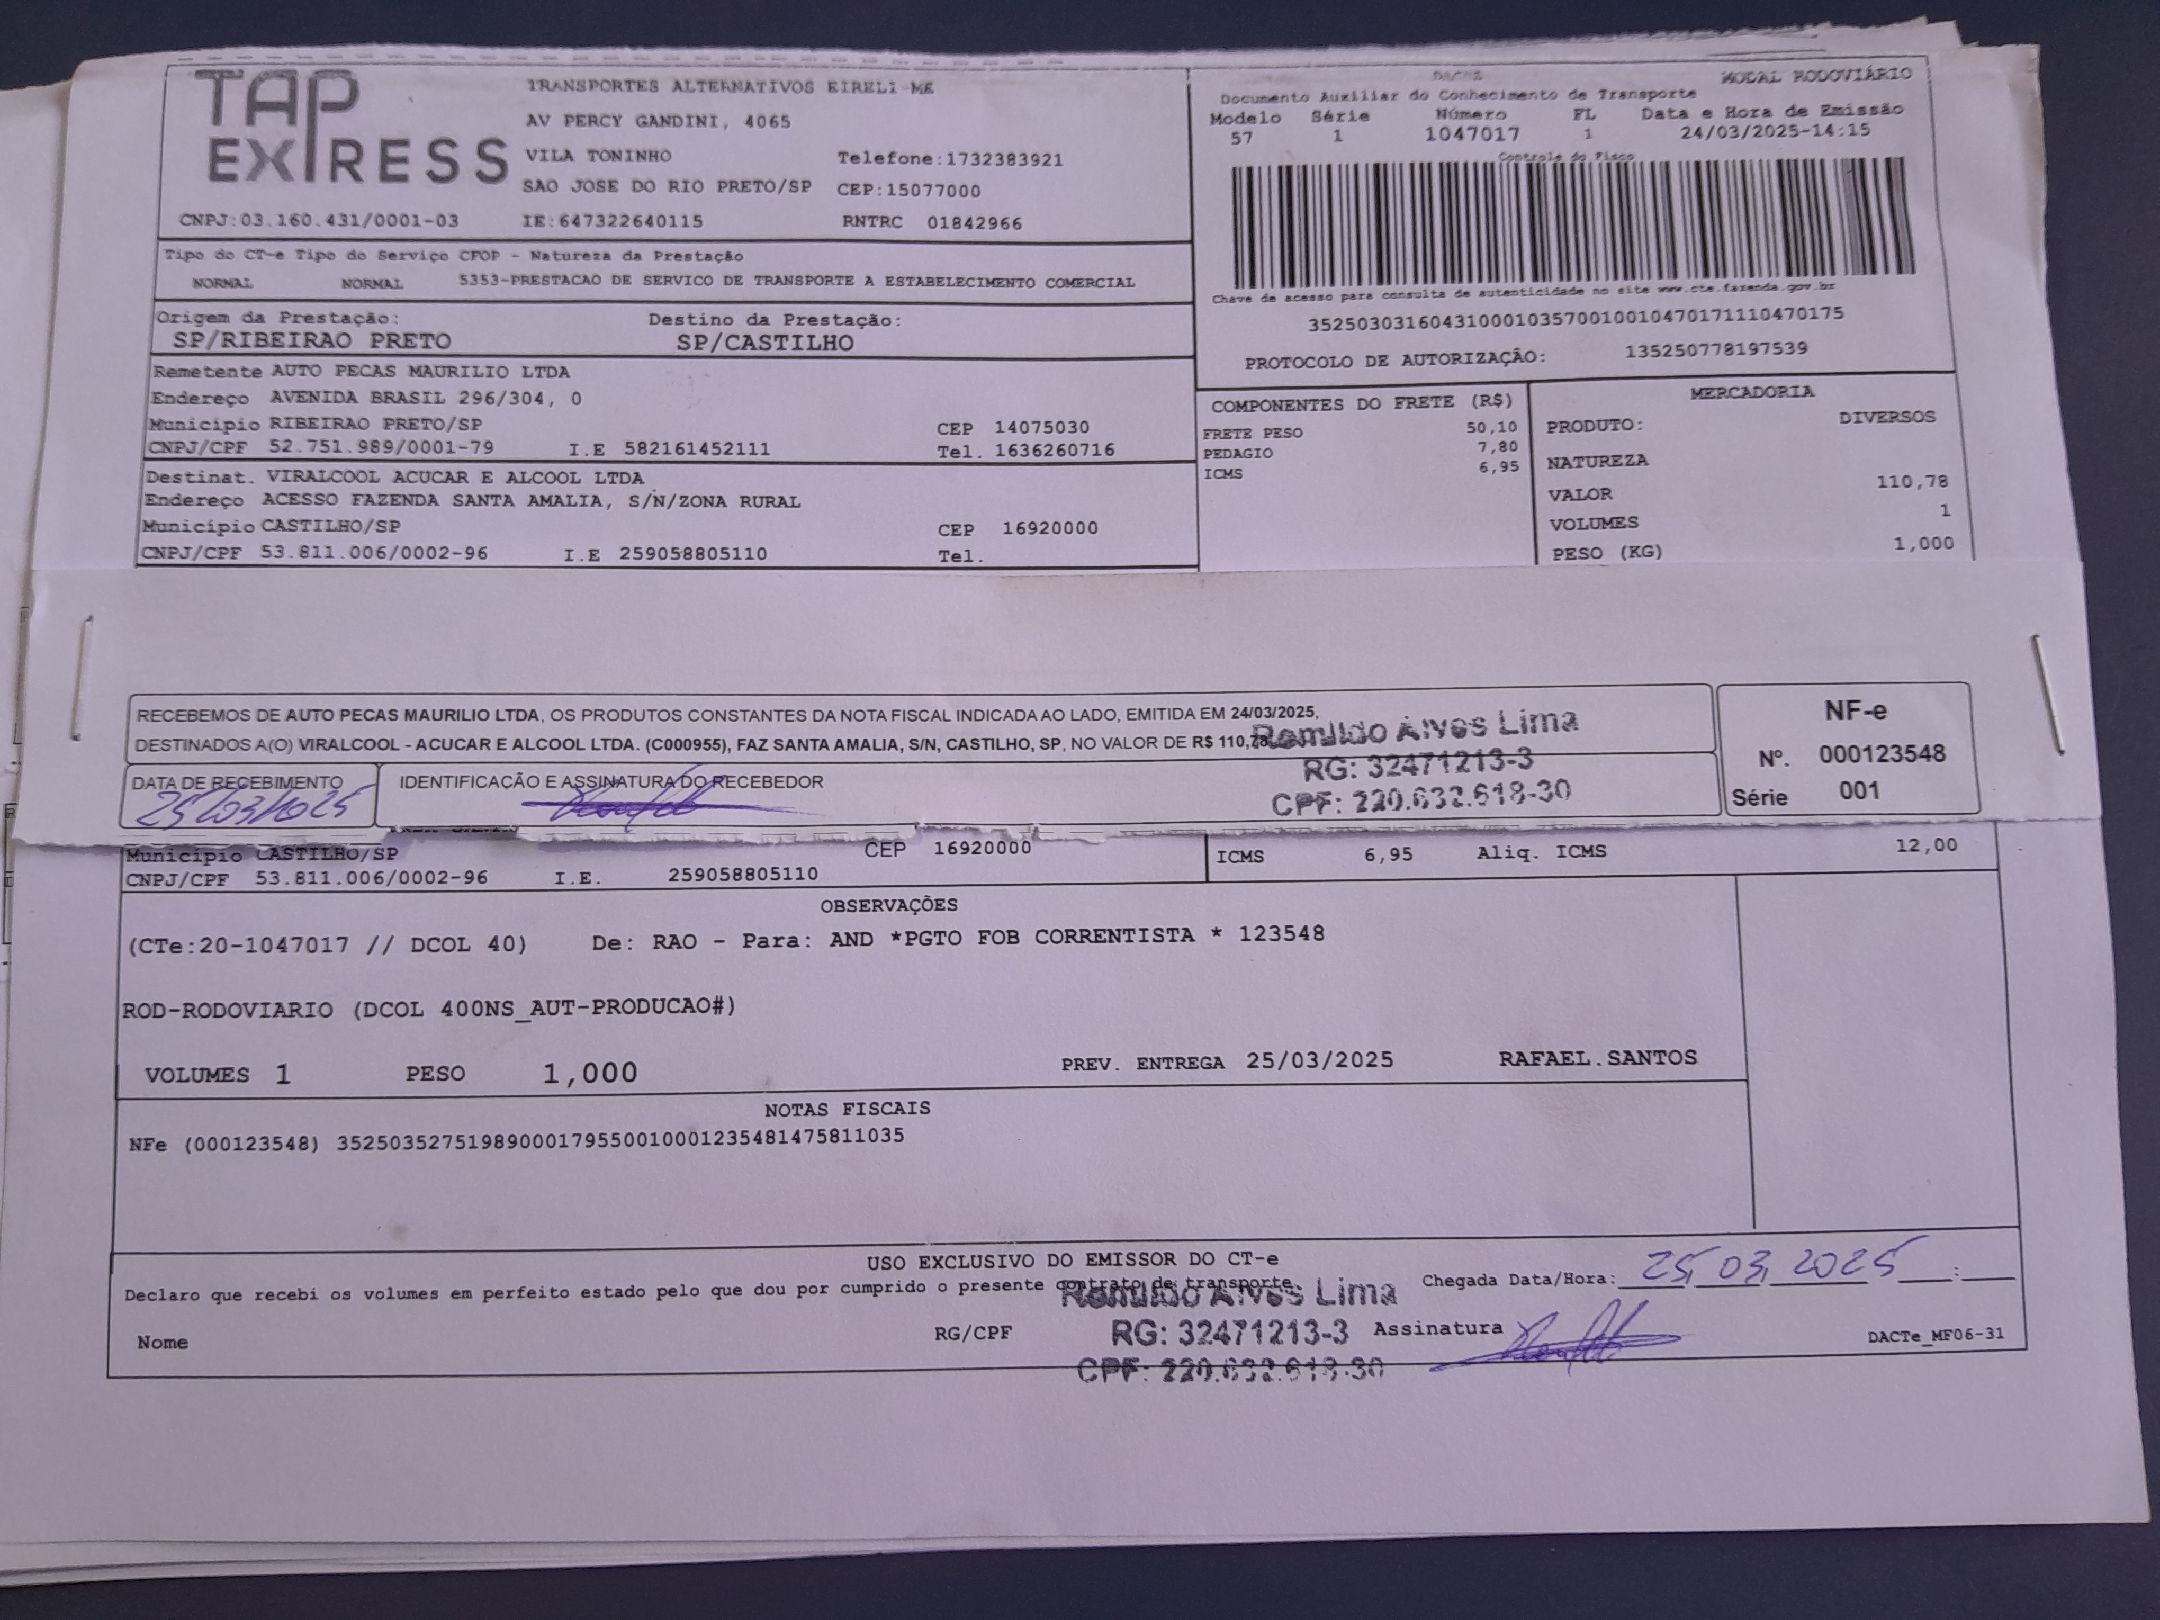 TAP EXPRESS
TRANSPORTES ALTERNATIVOS EIRELI-ME
AV PERCY GANDINI, 4065
VILA TONINHO Telefone:1732383921
SAO JOSE DO RIO PRETO/SP CEP:15077000
CNPJ:03.160.431/0001-03 IE:647322640115 RNTRC 01842966
DACTE MODAL RODOVIÁRIO
Documento Auxiliar do Conhecimento de Transporte
Modelo Série Número FL Data e Hora de Emissão
57 1 1047017 1 24/03/2025-14:15
Controle do Fisco
Chave de acesso para consulta de autenticidade no site www.cte.fazenda.gov.br
35250303160431000103570010010470171110470175
PROTOCOLO DE AUTORIZAÇÃO: 135250778197539
Tipo do CT-e Tipo do Serviço CFOP - Natureza da Prestação
NORMAL NORMAL 5353-PRESTACAO DE SERVICO DE TRANSPORTE A ESTABELECIMENTO COMERCIAL
Origem da Prestação: Destino da Prestação:
SP/RIBEIRAO PRETO SP/CASTILHO
Remetente AUTO PECAS MAURILIO LTDA
Endereço AVENIDA BRASIL 296/304, 0
Município RIBEIRAO PRETO/SP CEP 14075030
CNPJ/CPF 52.751.989/0001-79 I.E 582161452111 Tel. 1636260716
Destinat. VIRALCOOL ACUCAR E ALCOOL LTDA
Endereço ACESSO FAZENDA SANTA AMALIA, S/N/ZONA RURAL
Município CASTILHO/SP CEP 16920000
CNPJ/CPF 53.811.006/0002-96 I.E 259058805110 Tel.
COMPONENTES DO FRETE (R$)
FRETE PESO 50,10
PEDAGIO 7,80
ICMS 6,95
MERCADORIA
PRODUTO: DIVERSOS
NATUREZA
VALOR 110,78
VOLUMES 1
PESO (KG) 1,000
RECEBEMOS DE AUTO PECAS MAURILIO LTDA, OS PRODUTOS CONSTANTES DA NOTA FISCAL INDICADA AO LADO, EMITIDA EM 24/03/2025,
DESTINADOS A(O) VIRALCOOL - ACUCAR E ALCOOL LTDA. (C000955), FAZ SANTA AMALIA, S/N, CASTILHO, SP, NO VALOR DE R$ 110,78
DATA DE RECEBIMENTO IDENTIFICAÇÃO E ASSINATURA DO RECEBEDOR
25/03/2025
Romildo Alves Lima
RG: 32471213-3
CPF: 220.632.618-30
NF-e
Nº. 000123548
Série 001
Município CASTILHO/SP CEP 16920000
CNPJ/CPF 53.811.006/0002-96 I.E. 259058805110
ICMS 6,95 Aliq. ICMS 12,00
OBSERVAÇÕES
(CTe:20-1047017 // DCOL 40) De: RAO - Para: AND *PGTO FOB CORRENTISTA * 123548
ROD-RODOVIARIO (DCOL 400NS_AUT-PRODUCAO#)
VOLUMES 1 PESO 1,000 PREV. ENTREGA 25/03/2025 RAFAEL.SANTOS
NOTAS FISCAIS
NFe (000123548) 35250352751989000179550010001235481475811035
USO EXCLUSIVO DO EMISSOR DO CT-e
Declaro que recebi os volumes em perfeito estado pelo que dou por cumprido o presente contrato de transporte
Chegada Data/Hora: 25 03 2025 :
Romildo Alves Lima
Nome RG/CPF RG: 32471213-3 Assinatura DACTe_MF06-31
CPF: 220.632.618-30